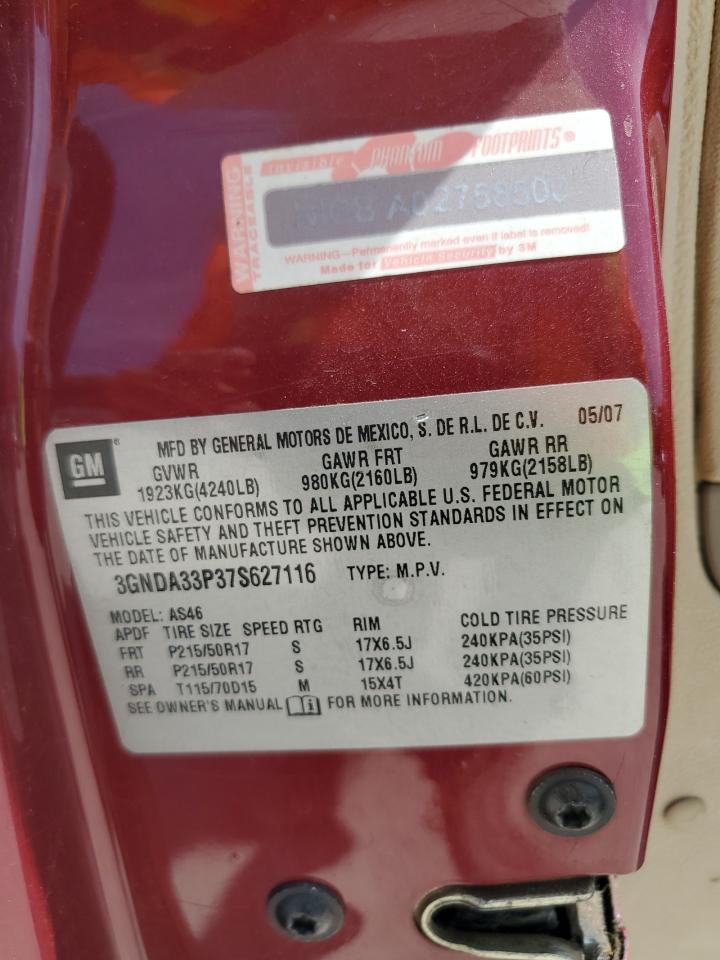 WARNING
TRACEABLE
Invisible PHANTOM FOOTPRINTS®
A02758500
WARNING—Permanently marked even if label is removed!
Made for Vehicle Security by 3M
GM®
MFD BY GENERAL MOTORS DE MEXICO, S. DE R.L. DE C.V. 05/07
GVWR GAWR FRT GAWR RR
1923KG(4240LB) 980KG(2160LB) 979KG(2158LB)
THIS VEHICLE CONFORMS TO ALL APPLICABLE U.S. FEDERAL MOTOR
VEHICLE SAFETY AND THEFT PREVENTION STANDARDS IN EFFECT ON
THE DATE OF MANUFACTURE SHOWN ABOVE.
3GNDA33P37S627116 TYPE: M.P.V.
MODEL: AS46
APDF TIRE SIZE SPEED RTG RIM COLD TIRE PRESSURE
FRT P215/50R17 S 17X6.5J 240KPA(35PSI)
RR P215/50R17 S 17X6.5J 240KPA(35PSI)
SPA T115/70D15 M 15X4T 420KPA(60PSI)
SEE OWNER'S MANUAL i FOR MORE INFORMATION.